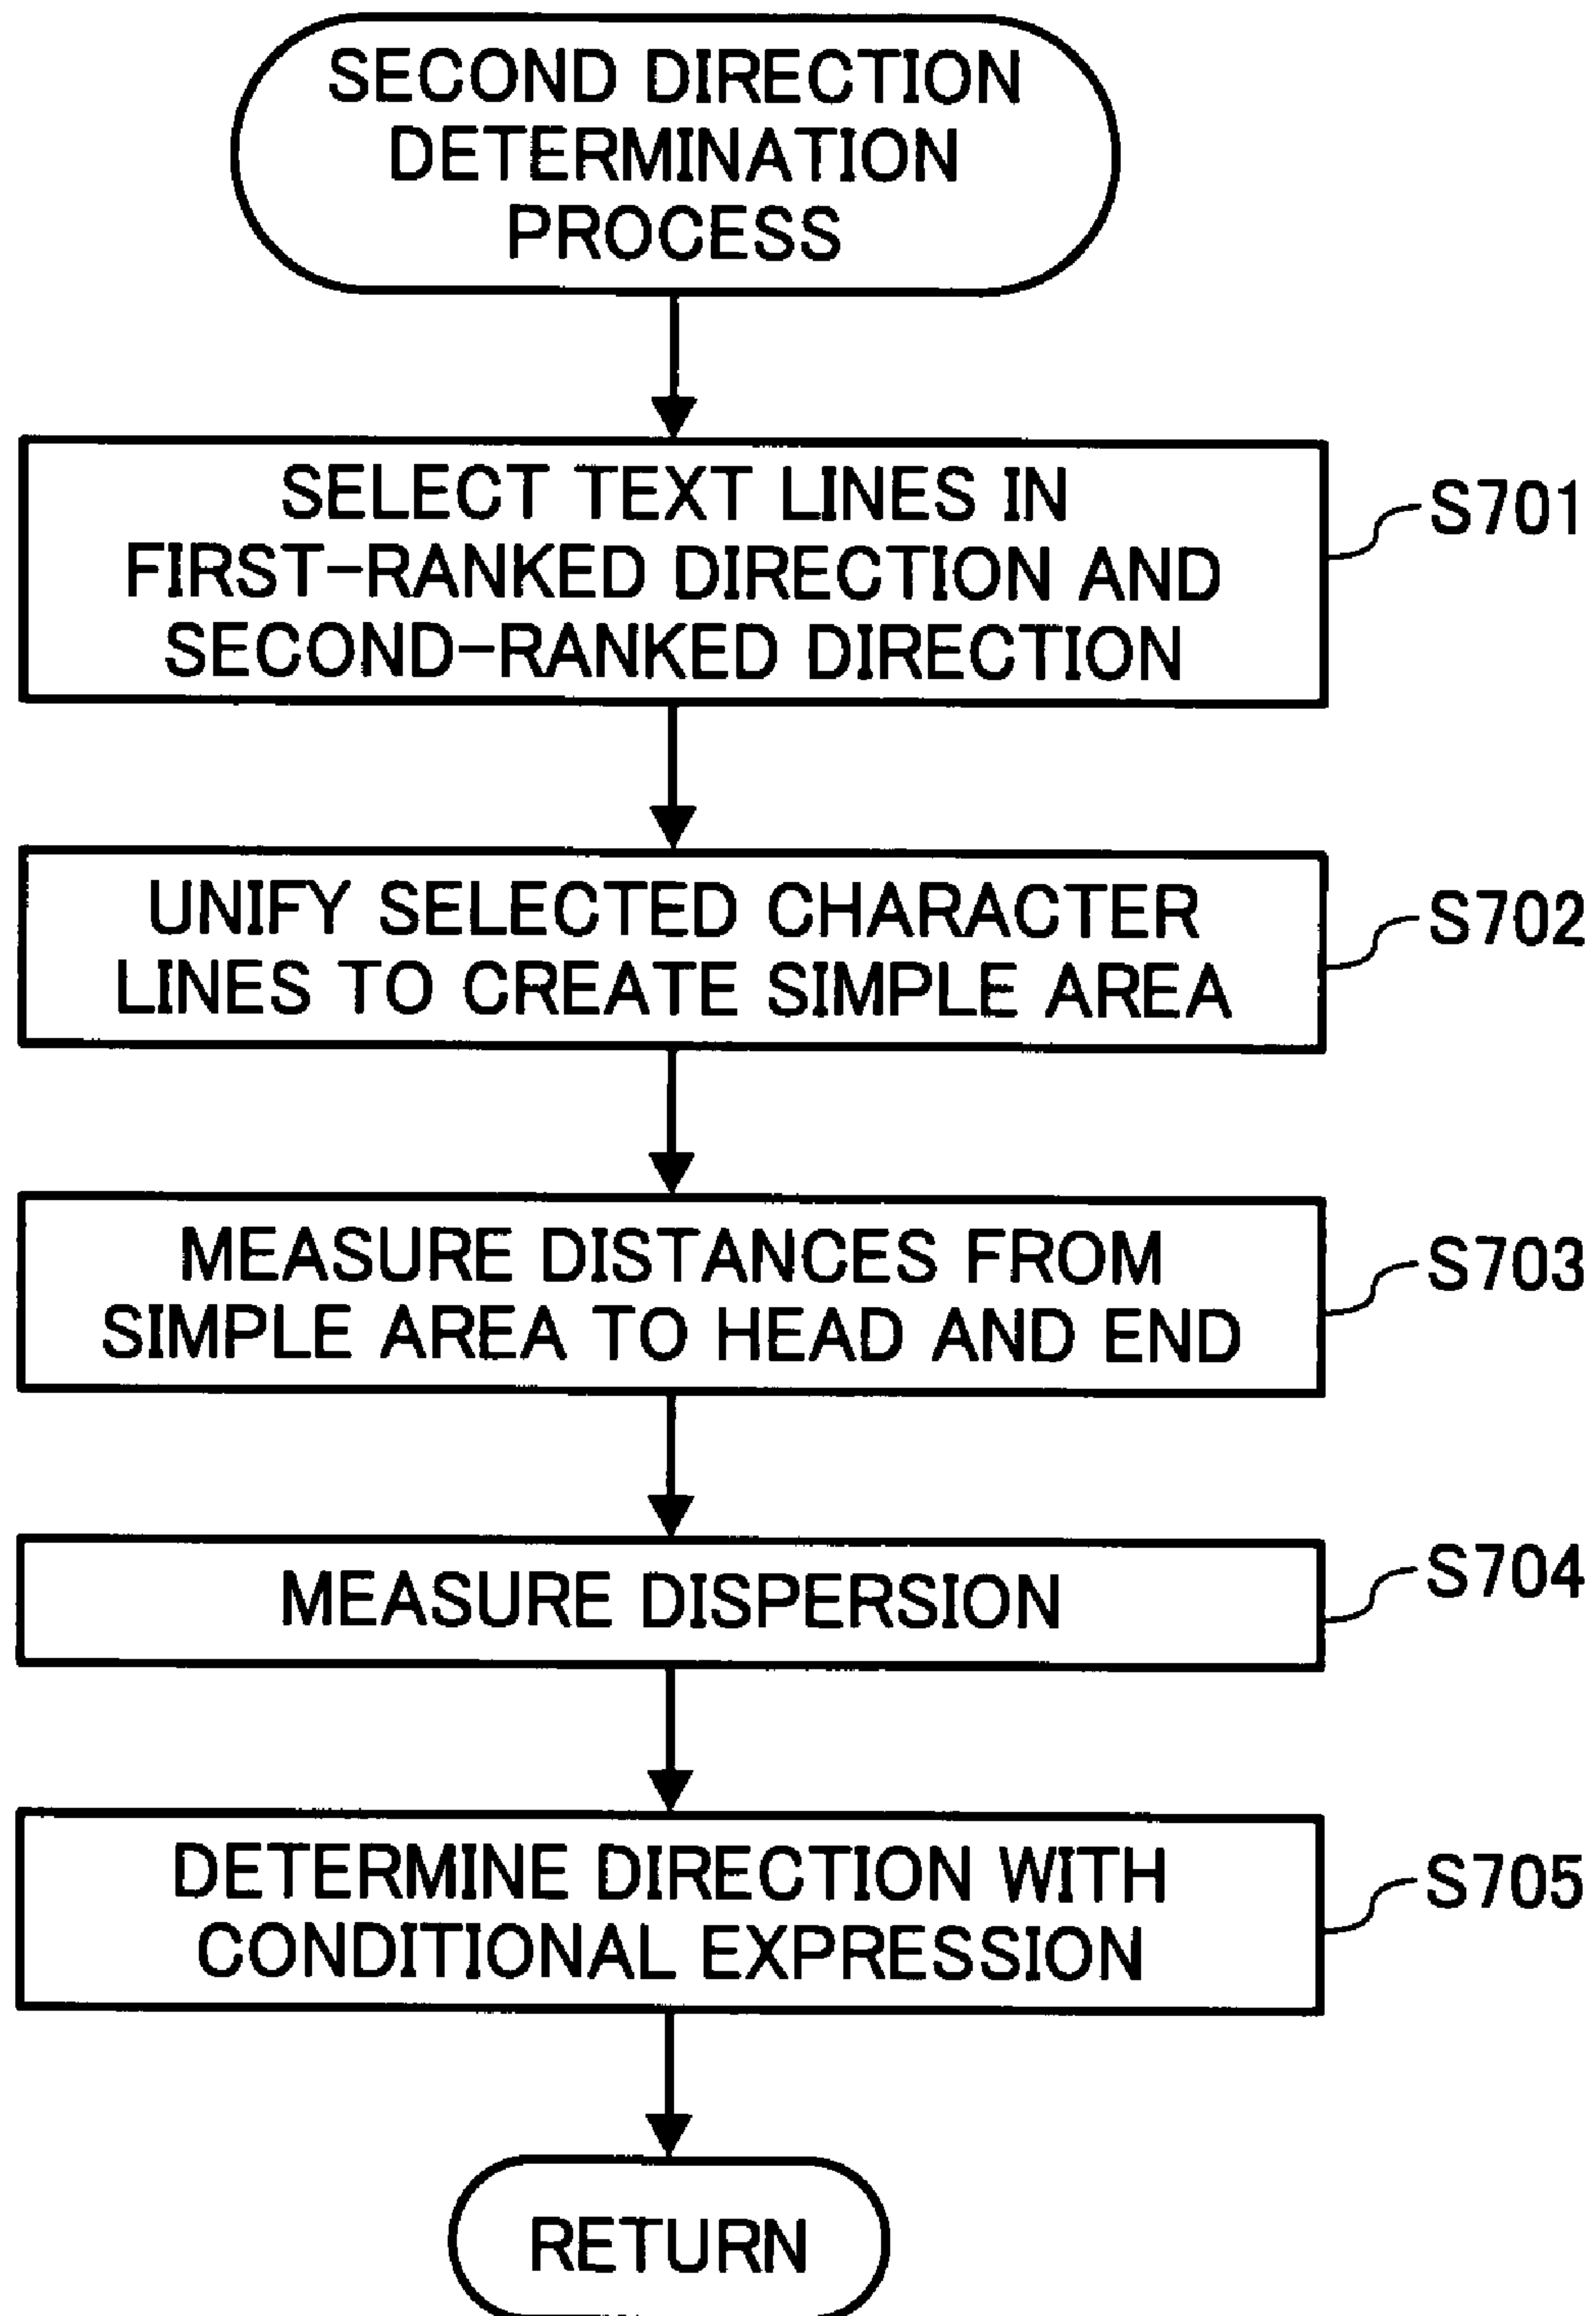 SECOND DIRECTION
DETERMINATION
PROCESS
SELECT TEXT LINES IN
FIRST-RANKED DIRECTION AND
SECOND-RANKED DIRECTION
S701
UNIFY SELECTED CHARACTER
LINES TO CREATE SIMPLE AREA
S702
MEASURE DISTANCES FROM
SIMPLE AREA TO HEAD AND END
S703
MEASURE DISPERSION
S704
DETERMINE DIRECTION WITH
CONDITIONAL EXPRESSION
S705
RETURN